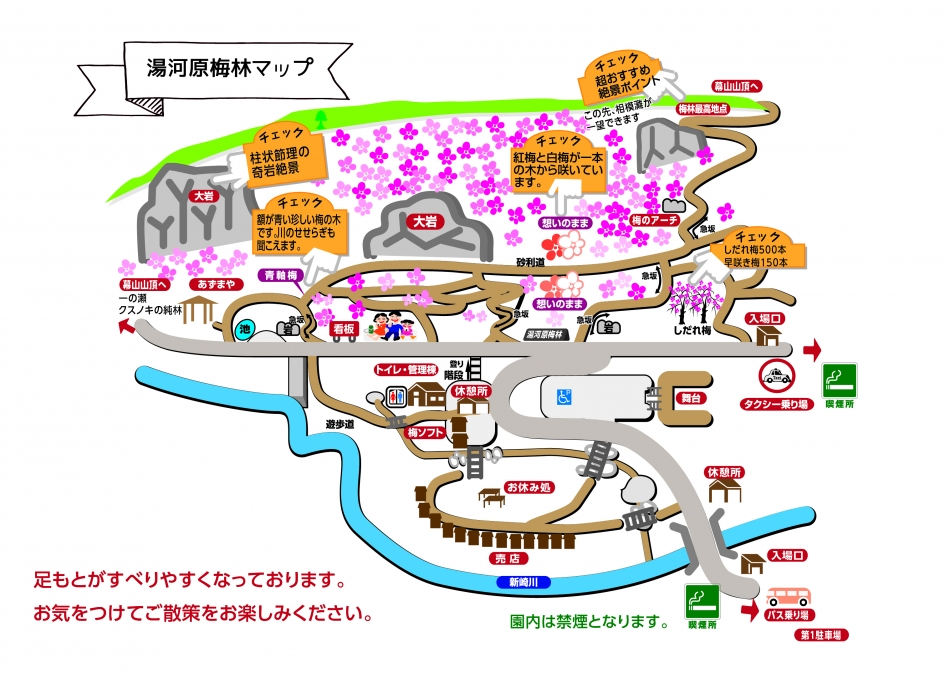 湯河原梅林マップ
チェック
超おすすめ
絶景ポイント
この先、相模灘が
一望できます
幕山山頂へ
梅林最高地点
チェック
柱状節理の
奇岩絶景
チェック
紅梅と白梅が一本
の木から咲いてい
ます。
大岩
チェック
額が青い珍しい梅の木
です。川のせせらぎも
聞こえます。
大岩
想いのまま
梅のアーチ
急坂
チェック
しだれ梅500本
早咲き梅150本
砂利道
青軸梅
急坂
幕山山頂へ
一の瀬
クスノキの純林
あずまや
想いのまま
池
岩
急坂
看板
急坂
湯河原梅林
急坂
岩
しだれ梅
入場口
トイレ・管理棟
登り
階段
休憩所
舞台
タクシー乗り場
喫煙所
遊歩道
梅ソフト
お休み処
休憩所
売店
新崎川
入場口
足もとがすべりやすくなっております。
お気をつけてご散策をお楽しみください。
園内は禁煙となります。
喫煙所
バス乗り場
第1駐車場